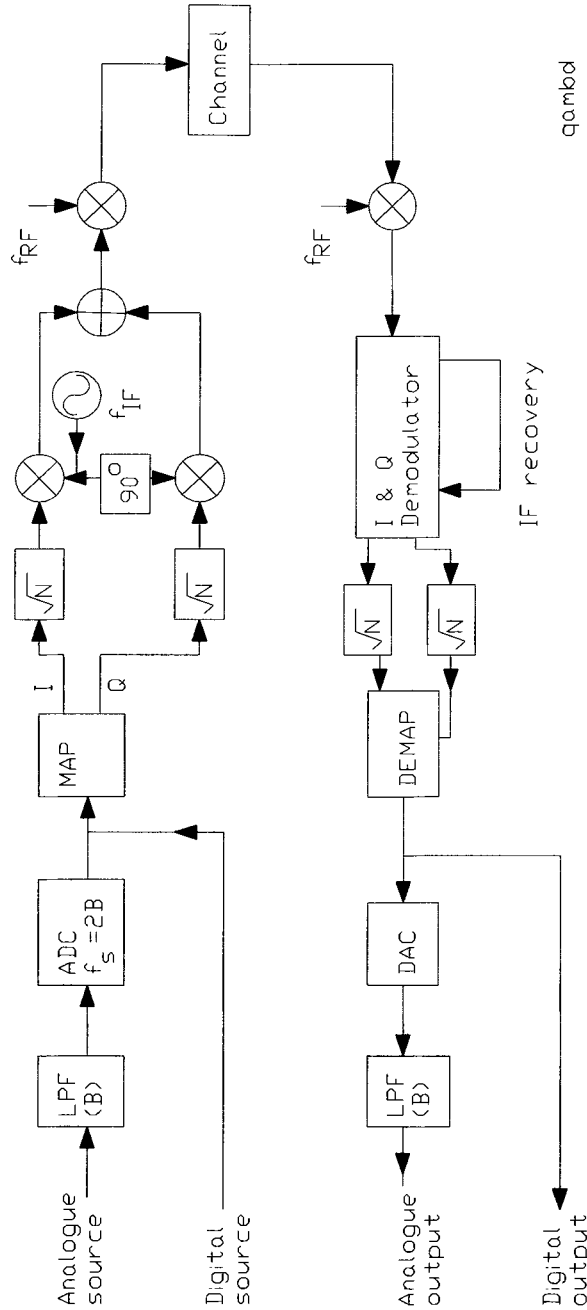 Analogue
source
LPF
(B)
ADC
f_s=2B
MAP
I
Q
√N
√N
90°
f_IF
f_RF
Channel
Digital
source
Analogue
output
LPF
(B)
DAC
DEMAP
√N
√N
I & Q
Demodulator
f_RF
IF recovery
Digital
output
qambd